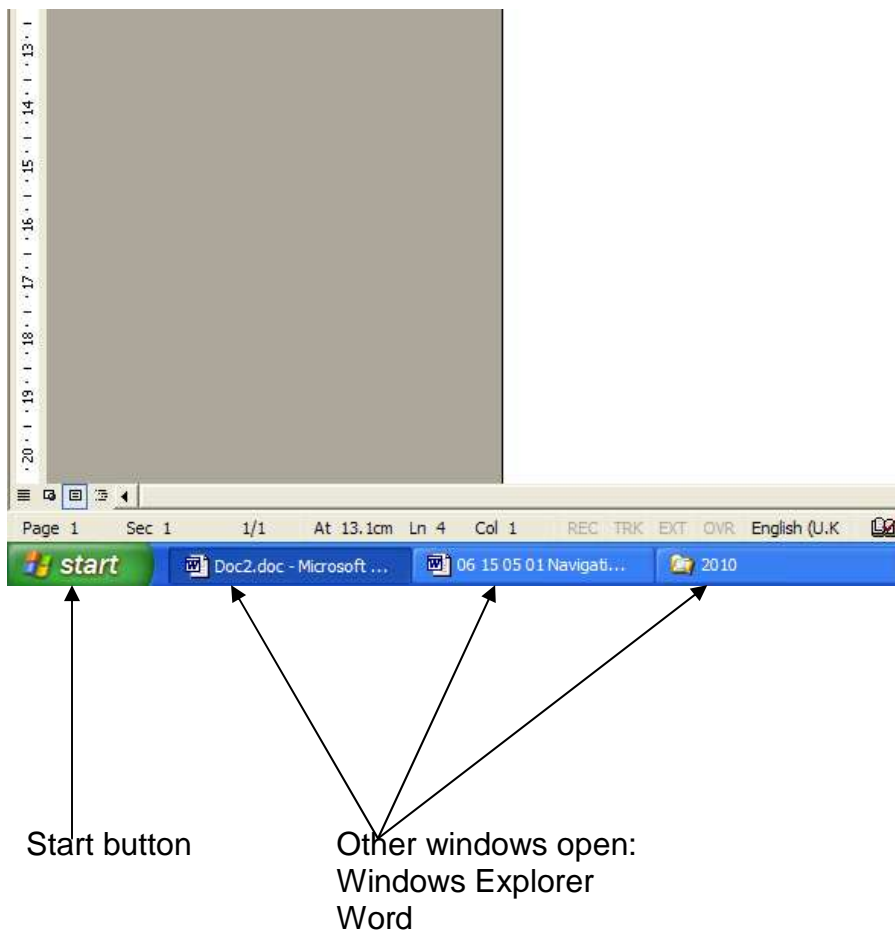 13
14
15
16
17
18
19
20
Page 1 Sec 1 1/1 At 13.1cm Ln 4 Col 1 REC TRK EXT OVR English (U.K
start Doc2.doc - Microsoft ... 06 15 05 01 Navigati... 2010
Start button Other windows open:
Windows Explorer
Word